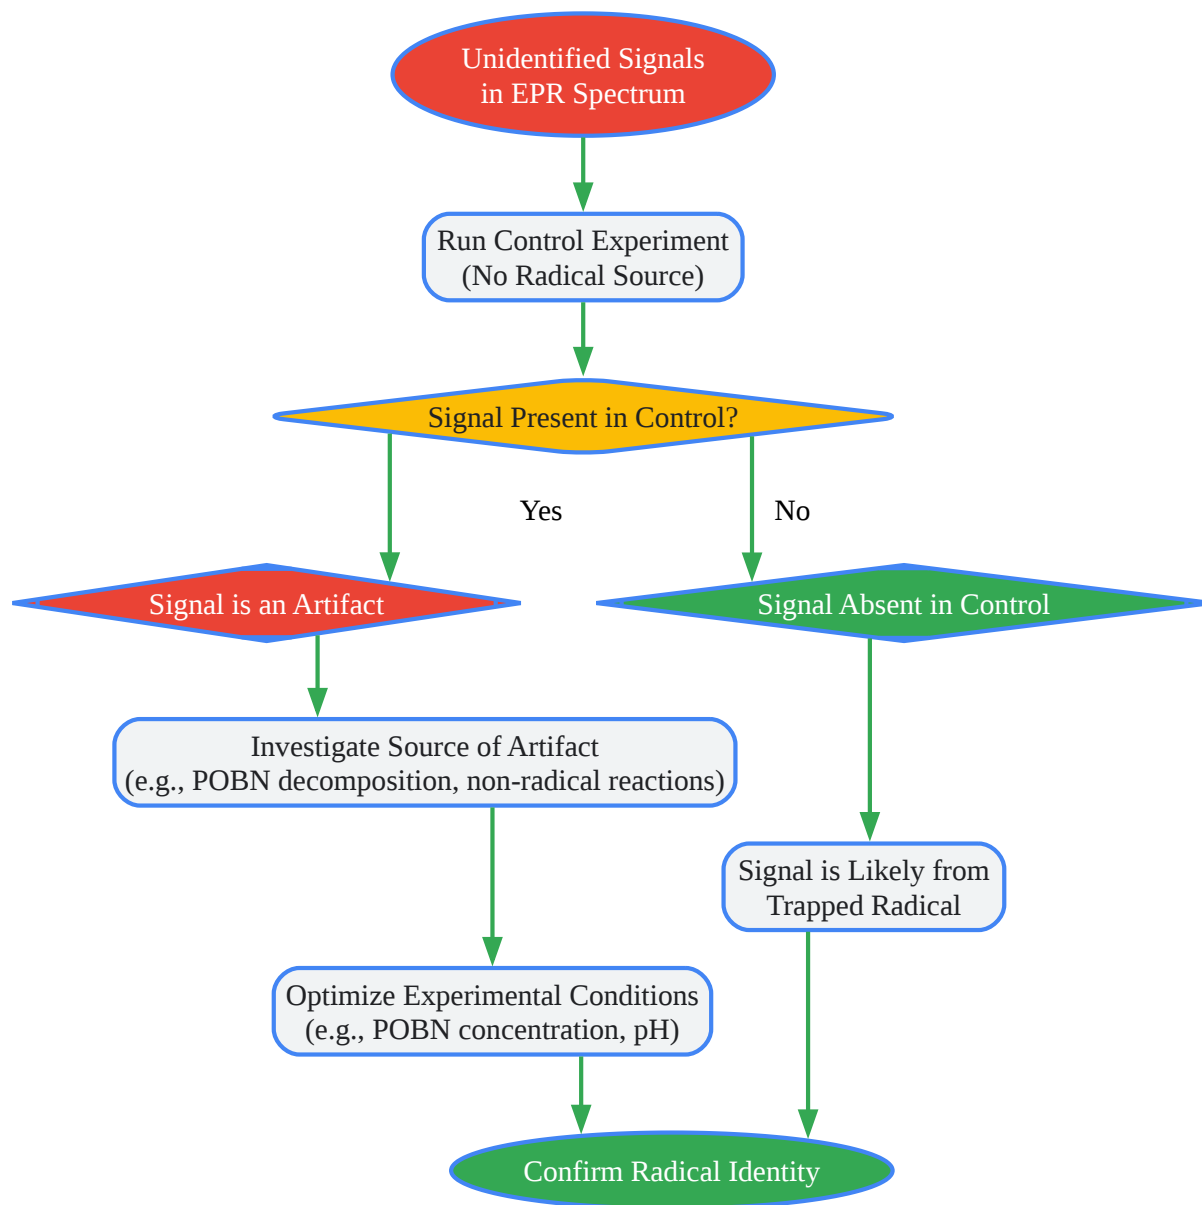 Unidentified Signals
in EPR Spectrum
Run Control Experiment
(No Radical Source)
Signal Present in Control?
Yes
No
Signal is an Artifact
Signal Absent in Control
Investigate Source of Artifact
(e.g., POBN decomposition, non-radical reactions)
Signal is Likely from
Trapped Radical
Optimize Experimental Conditions
(e.g., POBN concentration, pH)
Confirm Radical Identity